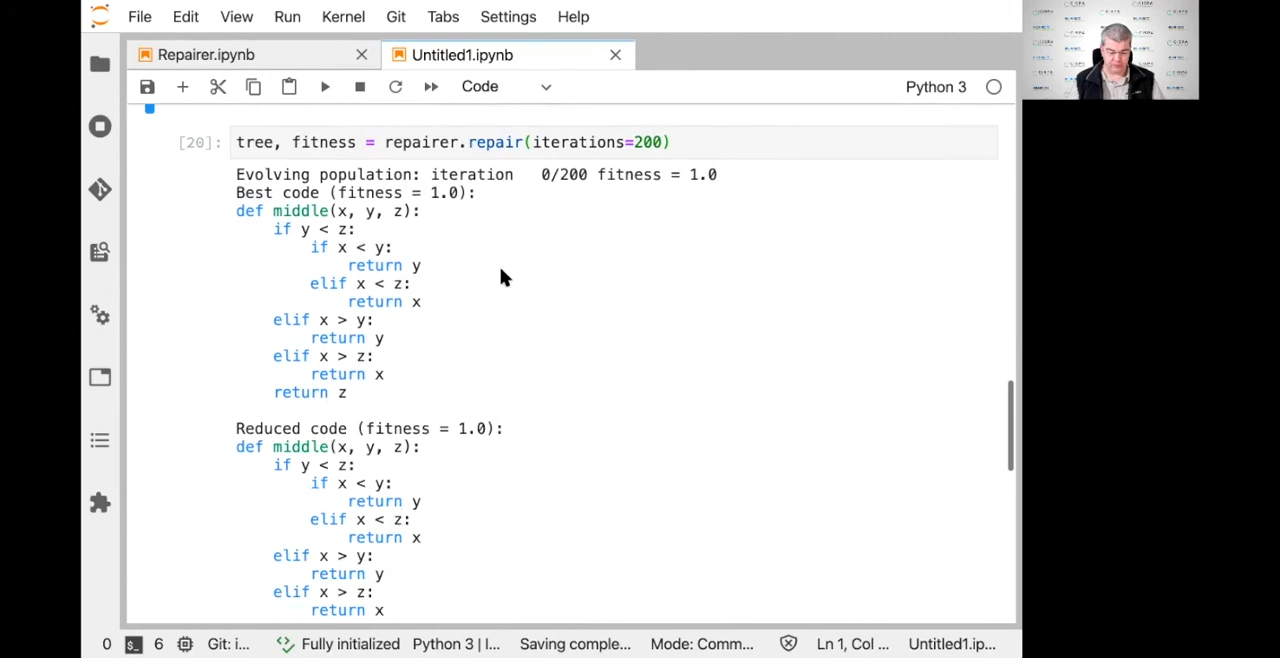 File Edit View Run Kernel Git Tabs Settings Help
Repairer.ipynb Untitled1.ipynb
Code Python 3
[20]: tree, fitness = repairer.repair(iterations=200)
Evolving population: iteration 0/200 fitness = 1.0
Best code (fitness = 1.0):
def middle(x, y, z):
if y < z:
if x < y:
return y
elif x < z:
return x
elif x > y:
return y
elif x > z:
return x
return z
Reduced code (fitness = 1.0):
def middle(x, y, z):
if y < z:
if x < y:
return y
elif x < z:
return x
elif x > y:
return y
elif x > z:
return x
0 $_ 6 Git: i... Fully initialized Python 3 | I... Saving comple... Mode: Comm... Ln 1, Col ... Untitled1.ip...